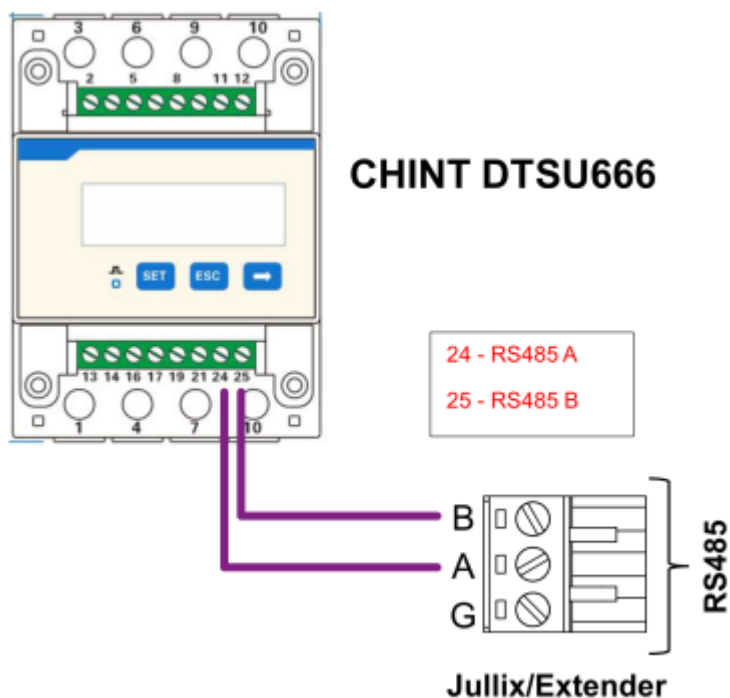 3 6 9 10
2 5 8 11 12
CHINT DTSU666
SET ESC
24 - RS485 A
13 14 16 17 19 21 24 25
25 - RS485 B
1 4 7 10
B
A
G
RS485
Jullix/Extender